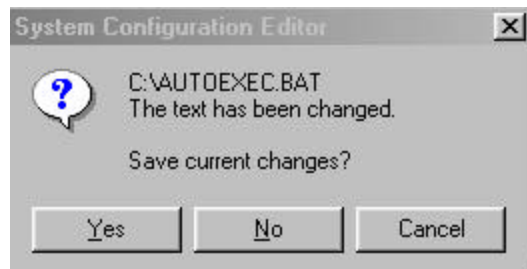 System Configuration Editor
?
C:\AUTOEXEC.BAT
The text has been changed.
Save current changes?
Yes No Cancel